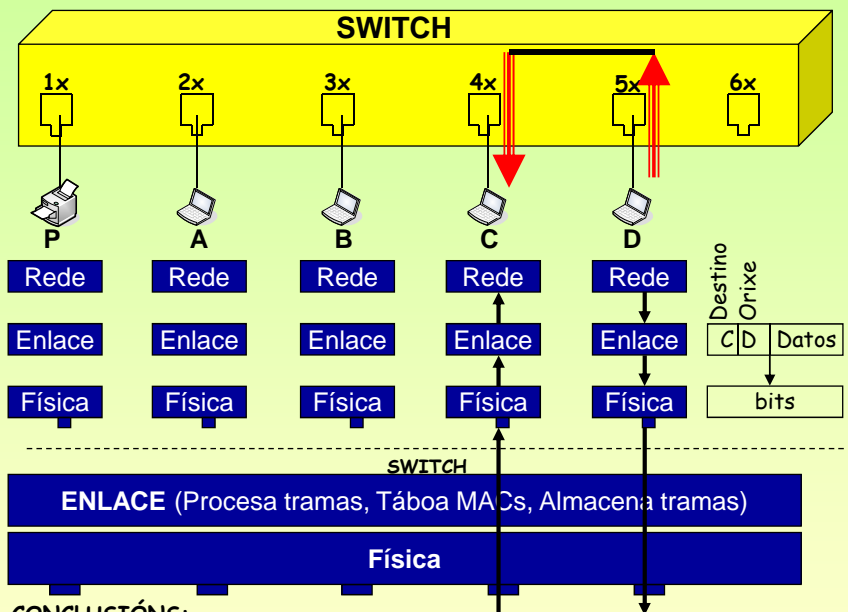 SWITCH
1x 2x 3x 4x 5x 6x
P A B C D
Destino
Orixe
Rede Rede Rede Rede Rede
Enlace Enlace Enlace Enlace Enlace C D Datos
Física Física Física Física Física bits
SWITCH
ENLACE (Procesa tramas, Táboa MACs, Almacena tramas)
Física
CONCLUSIÓNS: